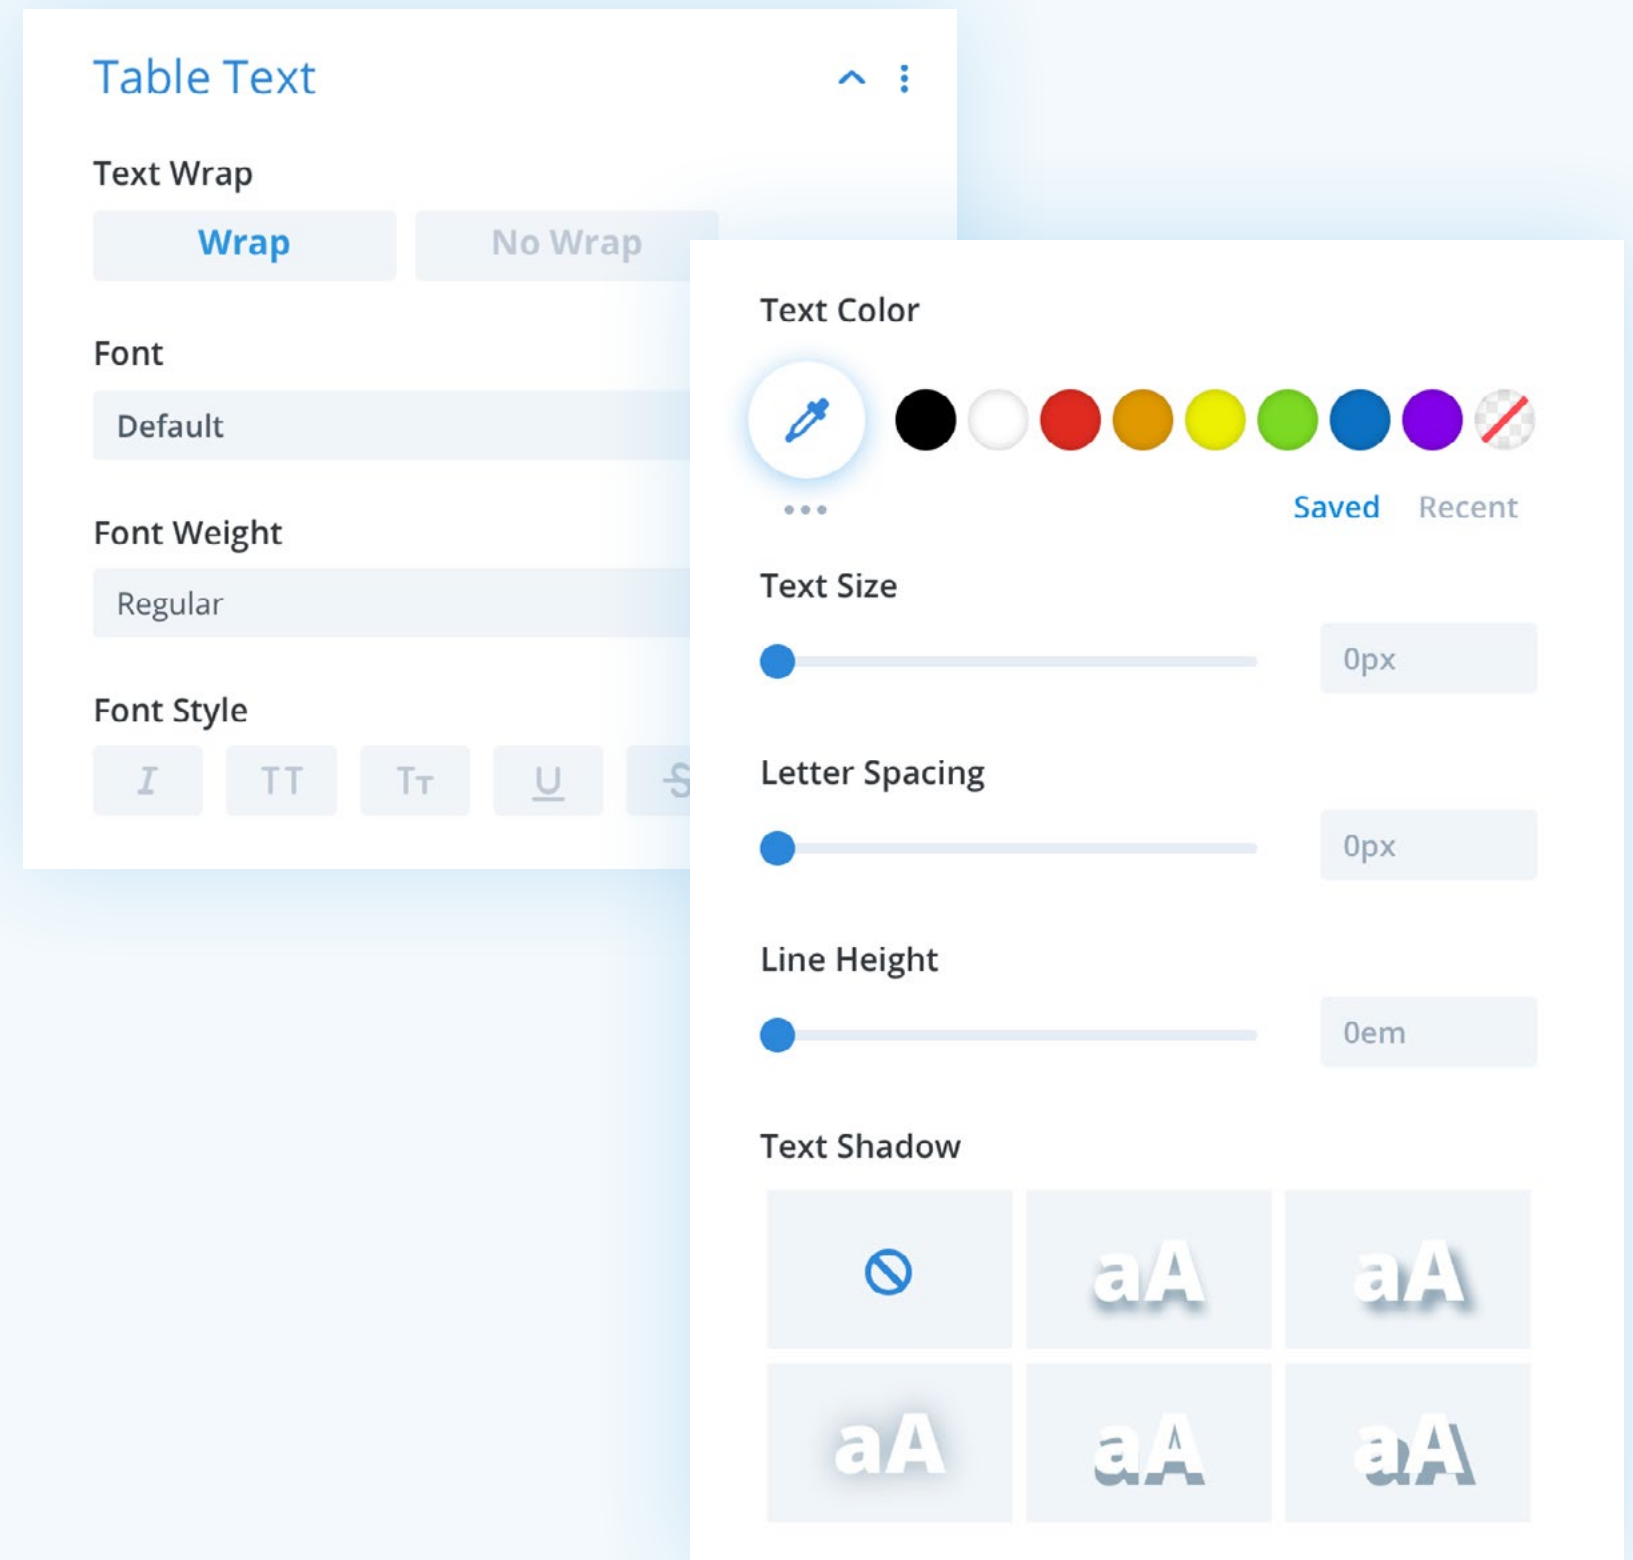 Table Text
Text Wrap
Wrap
No Wrap
Font
Default
Font Weight
Regular
Font Style
I
TT
TT
U
S
Text Color
Saved
Recent
Text Size
0px
Letter Spacing
0px
Line Height
0em
Text Shadow
aA
aA
aA
aA
aA